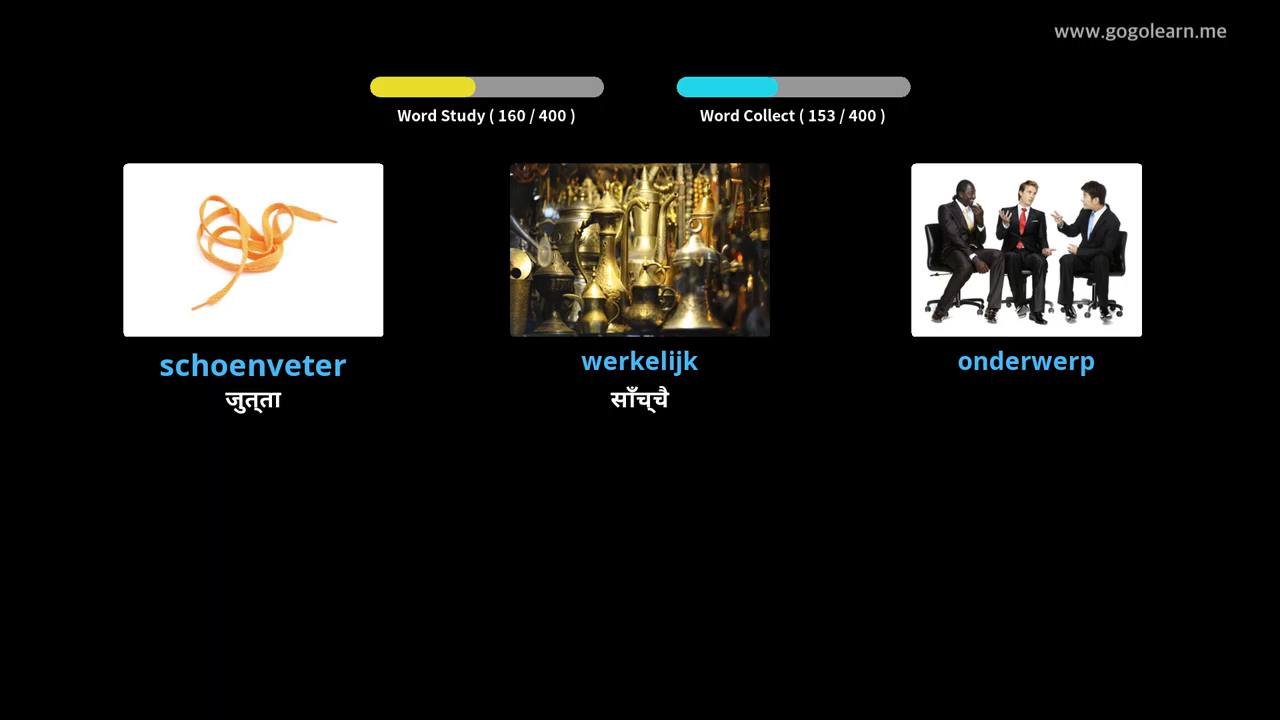 www.gogolearn.me
Word Study ( 160 / 400 )
Word Collect ( 153 / 400 )
schoenveter
जुत्ता
werkelijk
साँच्चै
onderwerp